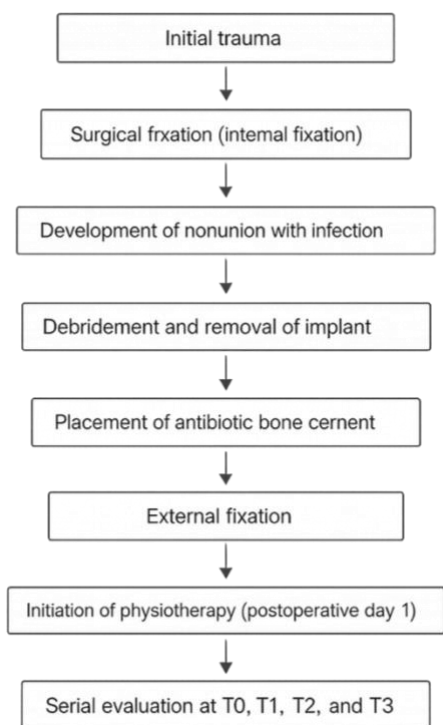 Initial trauma
Surgical frxation (internal fixation)
Development of nonunion with infection
Debridement and removal of implant
Placement of antibiotic bone cernent
External fixation
Initiation of physiotherapy (postoperative day 1)
Serial evaluation at T0, T1, T2, and T3